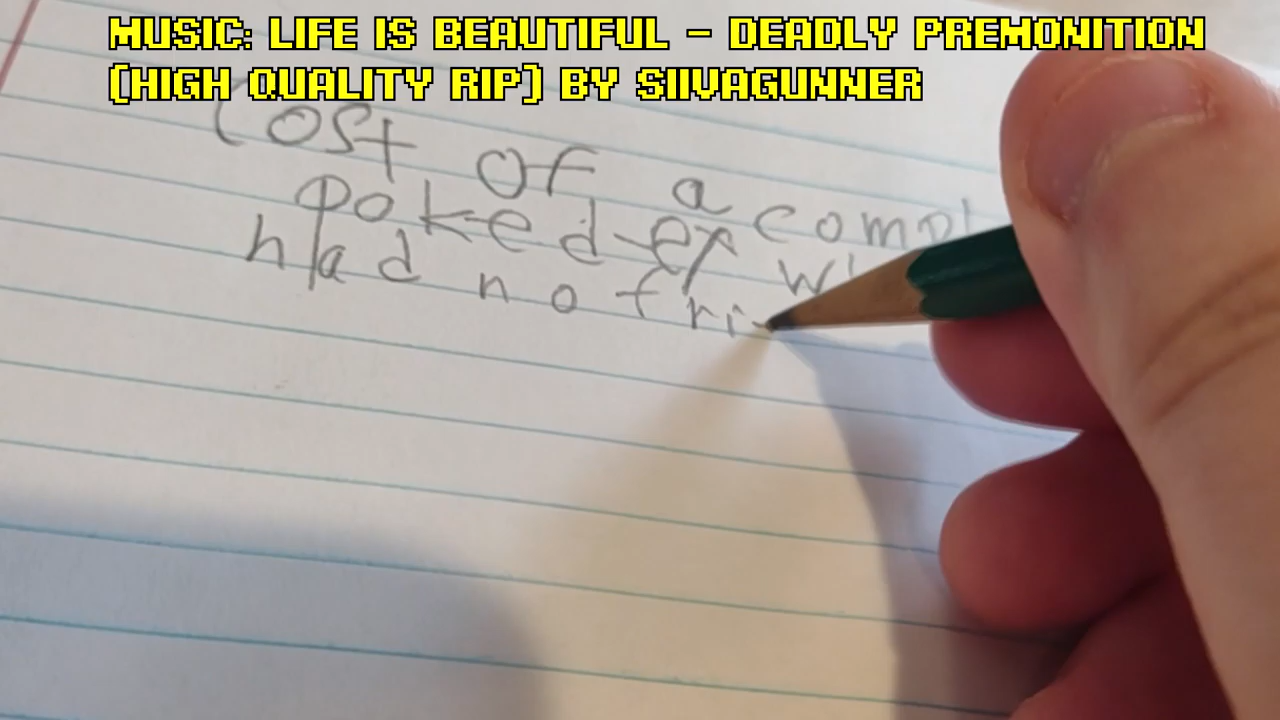 MUSIC: LIFE IS BEAUTIFUL - DEADLY PREMONITION
(HIGH QUALITY RIP) BY SIIVAGUNNER
cost of a
pokedex
had no